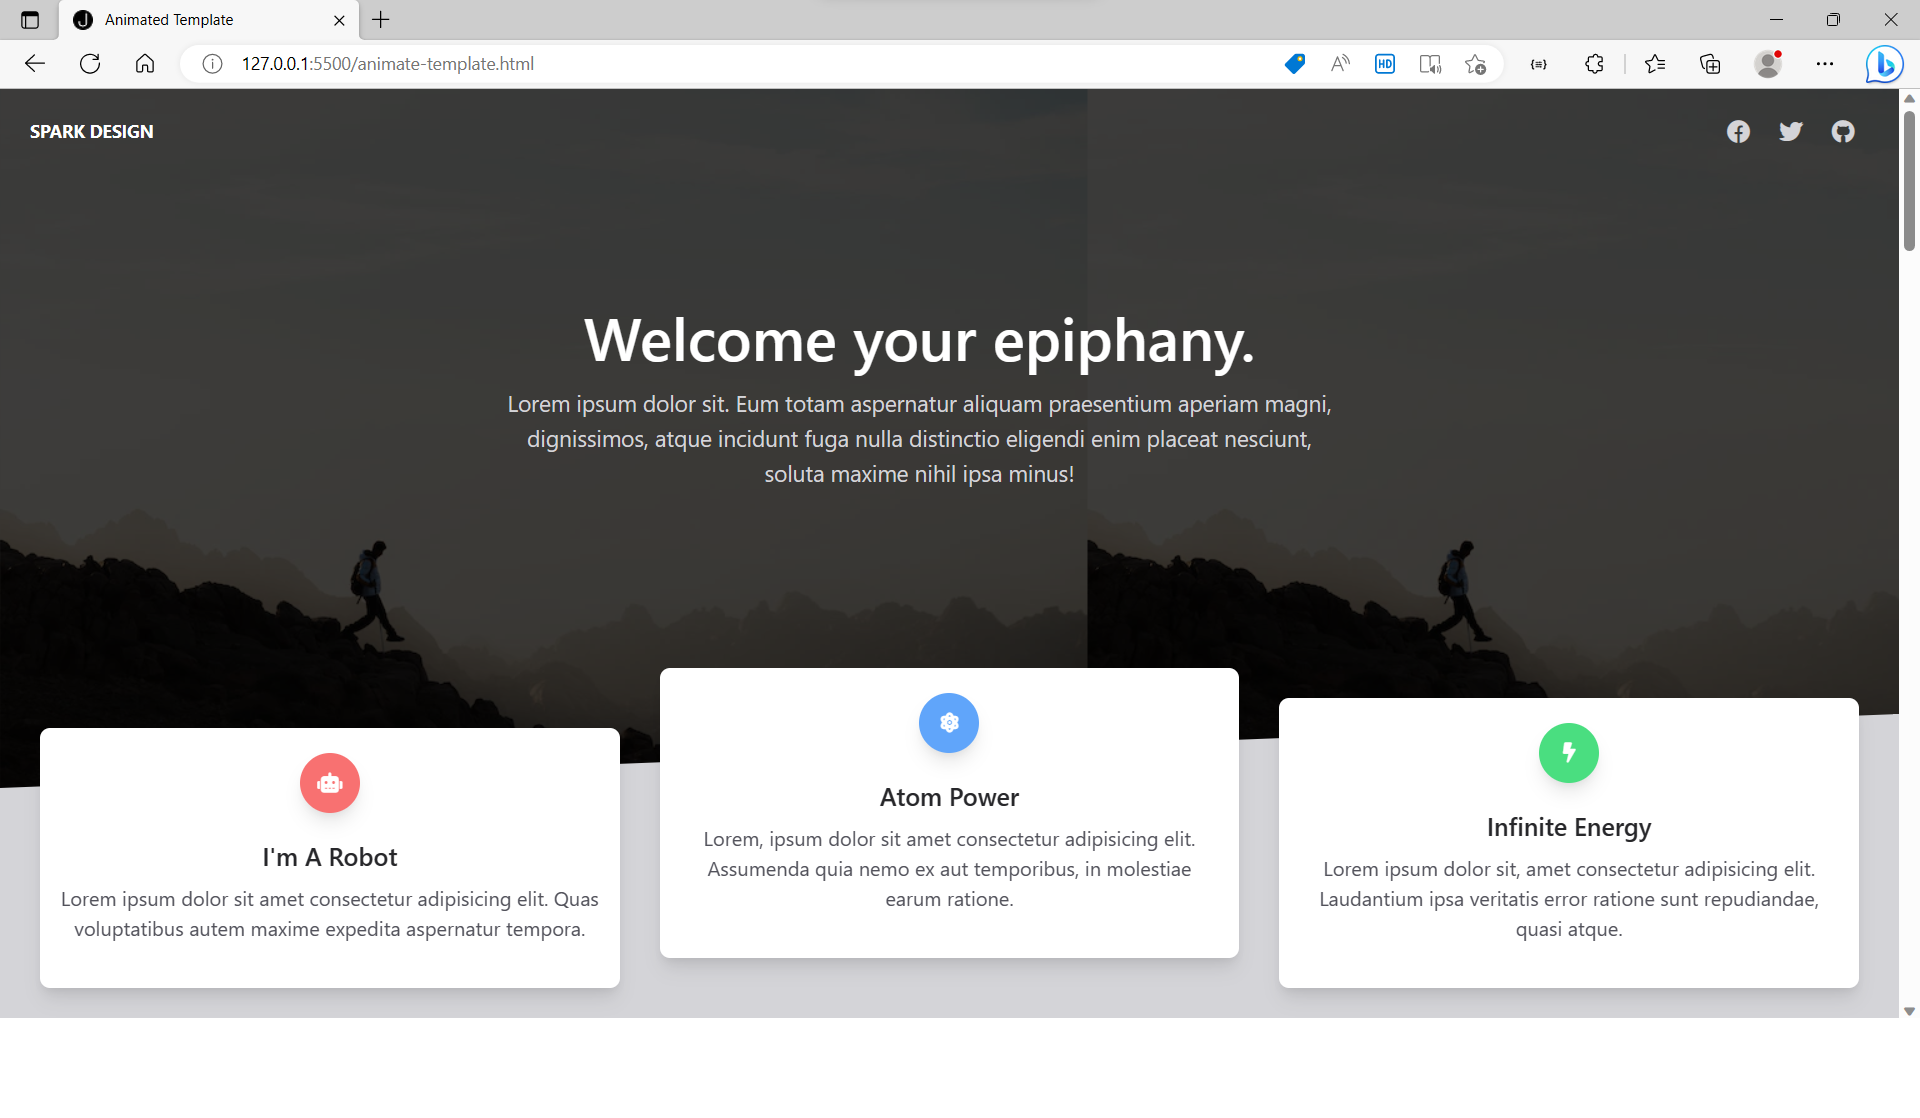 Animated Template
127.0.0.1:5500/animate-template.html
A
HD
SPARK DESIGN
Welcome your epiphany.
Lorem ipsum dolor sit. Eum totam aspernatur aliquam praesentium aperiam magni,
dignissimos, atque incidunt fuga nulla distinctio eligendi enim placeat nesciunt,
soluta maxime nihil ipsa minus!
I'm A Robot
Lorem ipsum dolor sit amet consectetur adipisicing elit. Quas
voluptatibus autem maxime expedita aspernatur tempora.
Atom Power
Lorem, ipsum dolor sit amet consectetur adipisicing elit.
Assumenda quia nemo ex aut temporibus, in molestiae
earum ratione.
Infinite Energy
Lorem ipsum dolor sit, amet consectetur adipisicing elit.
Laudantium ipsa veritatis error ratione sunt repudiandae,
quasi atque.